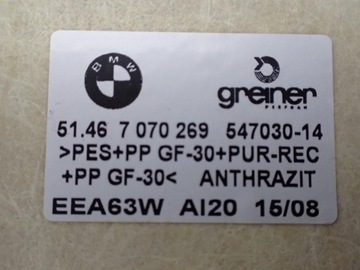 BMW
greiner
PERFOAM
51.46 7 070 269 547030-14
>PES+PP GF-30+PUR-REC
+PP GF-30< ANTHRAZIT
EEA63W AI20 15/08